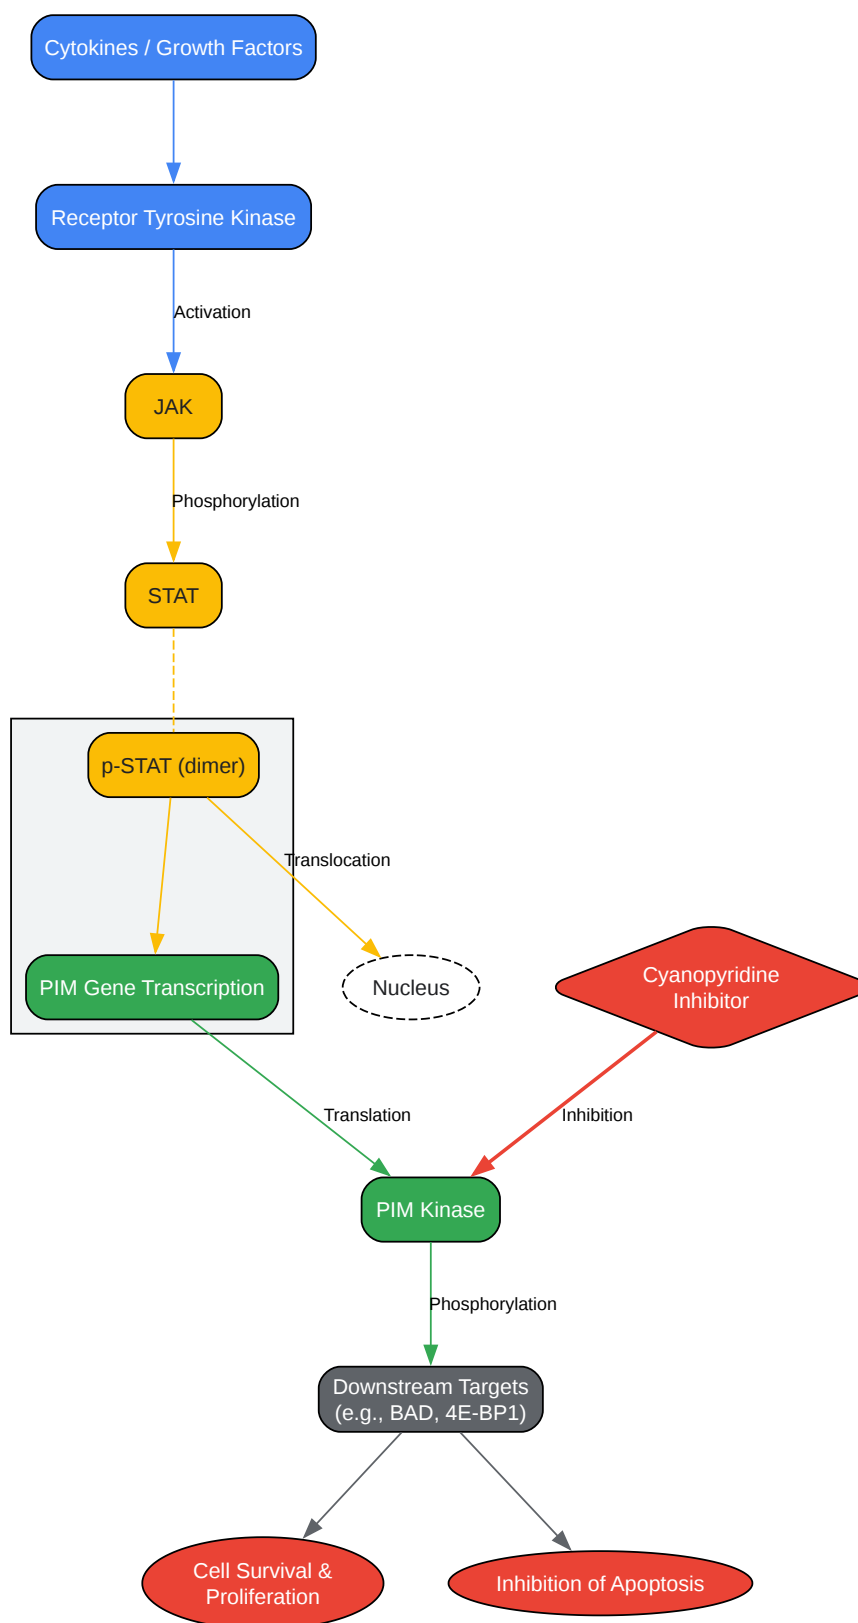 Cytokines / Growth Factors
Receptor Tyrosine Kinase
Activation
JAK
Phosphorylation
STAT
p-STAT (dimer)
Translocation
PIM Gene Transcription
Nucleus
Cyanopyridine
Inhibitor
Translation
Inhibition
PIM Kinase
Phosphorylation
Downstream Targets
(e.g., BAD, 4E-BP1)
Cell Survival &
Proliferation
Inhibition of Apoptosis